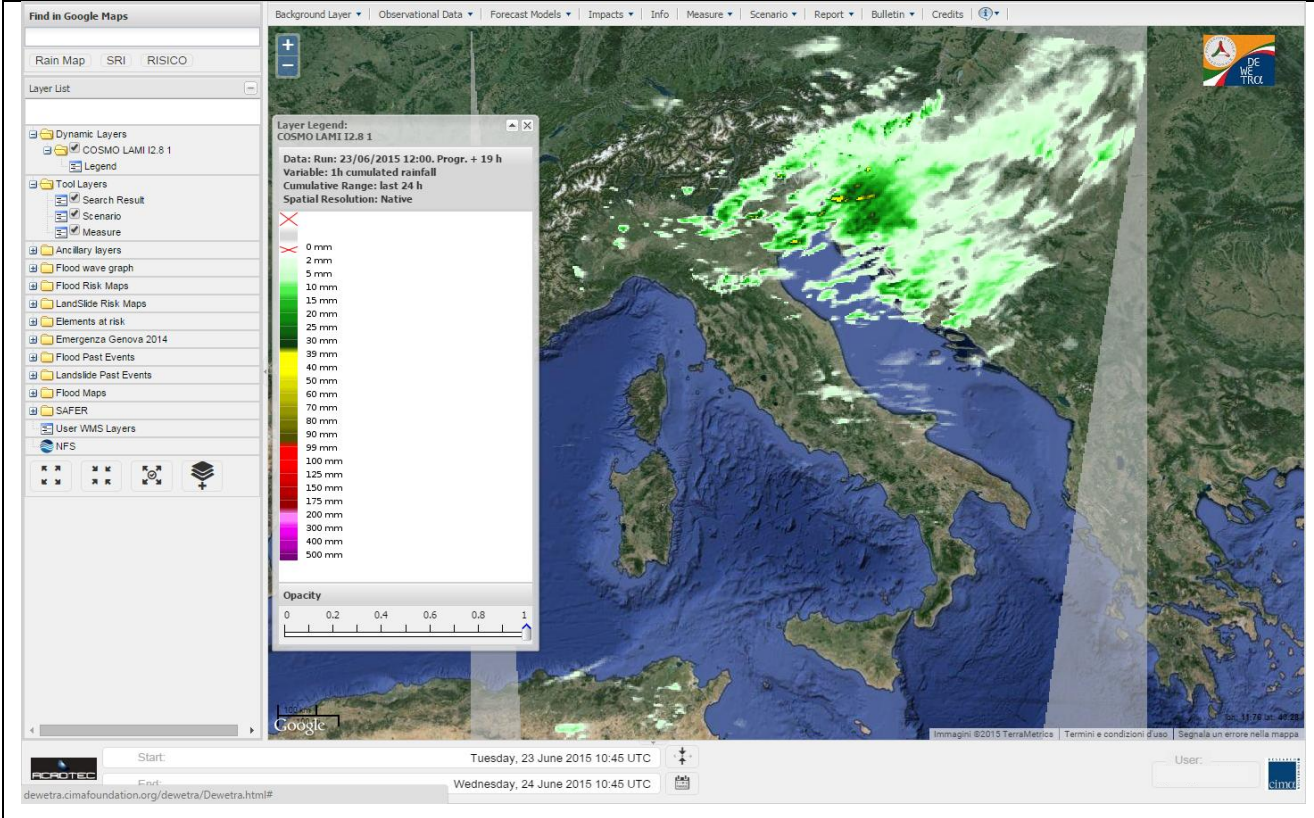 Find in Google Maps
Rain Map SRI RISICO
Layer List
Dynamic Layers
COSMO LAMI I2.8 1
Legend
Tool Layers
Search Result
Scenario
Measure
Ancillary layers
Flood wave graph
Flood Risk Maps
LandSlide Risk Maps
Elements at risk
Emergenza Genova 2014
Flood Past Events
Landslide Past Events
Flood Maps
SAFER
User WMS Layers
NFS
Background Layer Observational Data Forecast Models Impacts Info Measure Scenario Report Bulletin Credits
DE
WE
TRA
Layer Legend:
COSMO LAMI I2.8 1
Data: Run: 23/06/2015 12:00. Progr. + 19 h
Variable: 1h cumulated rainfall
Cumulative Range: last 24 h
Spatial Resolution: Native
0 mm
2 mm
5 mm
10 mm
15 mm
20 mm
25 mm
30 mm
39 mm
40 mm
50 mm
60 mm
70 mm
80 mm
90 mm
99 mm
100 mm
125 mm
150 mm
175 mm
200 mm
300 mm
400 mm
500 mm
Opacity
0 0.2 0.4 0.6 0.8 1
Google
Immagini ©2015 TerraMetrics Termini e condizioni d'uso Segnala un errore nella mappa
ACROTEC
Start: Tuesday, 23 June 2015 10:45 UTC
End: Wednesday, 24 June 2015 10:45 UTC
User:
cima
dewetra.cimafoundation.org/dewetra/Dewetra.html#